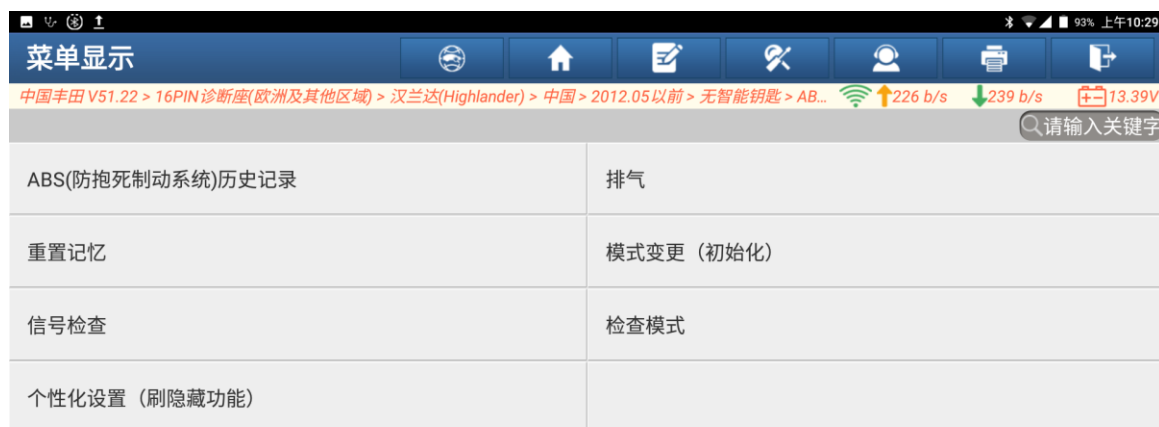 93% 上午10:29
菜单显示
中国丰田 V51.22 > 16PIN诊断座(欧洲及其他区域) > 汉兰达(Highlander) > 中国 > 2012.05以前 > 无智能钥匙 > AB... 226 b/s 239 b/s 13.39V
请输入关键字
ABS(防抱死制动系统)历史记录 排气
重置记忆 模式变更（初始化）
信号检查 检查模式
个性化设置（刷隐藏功能）